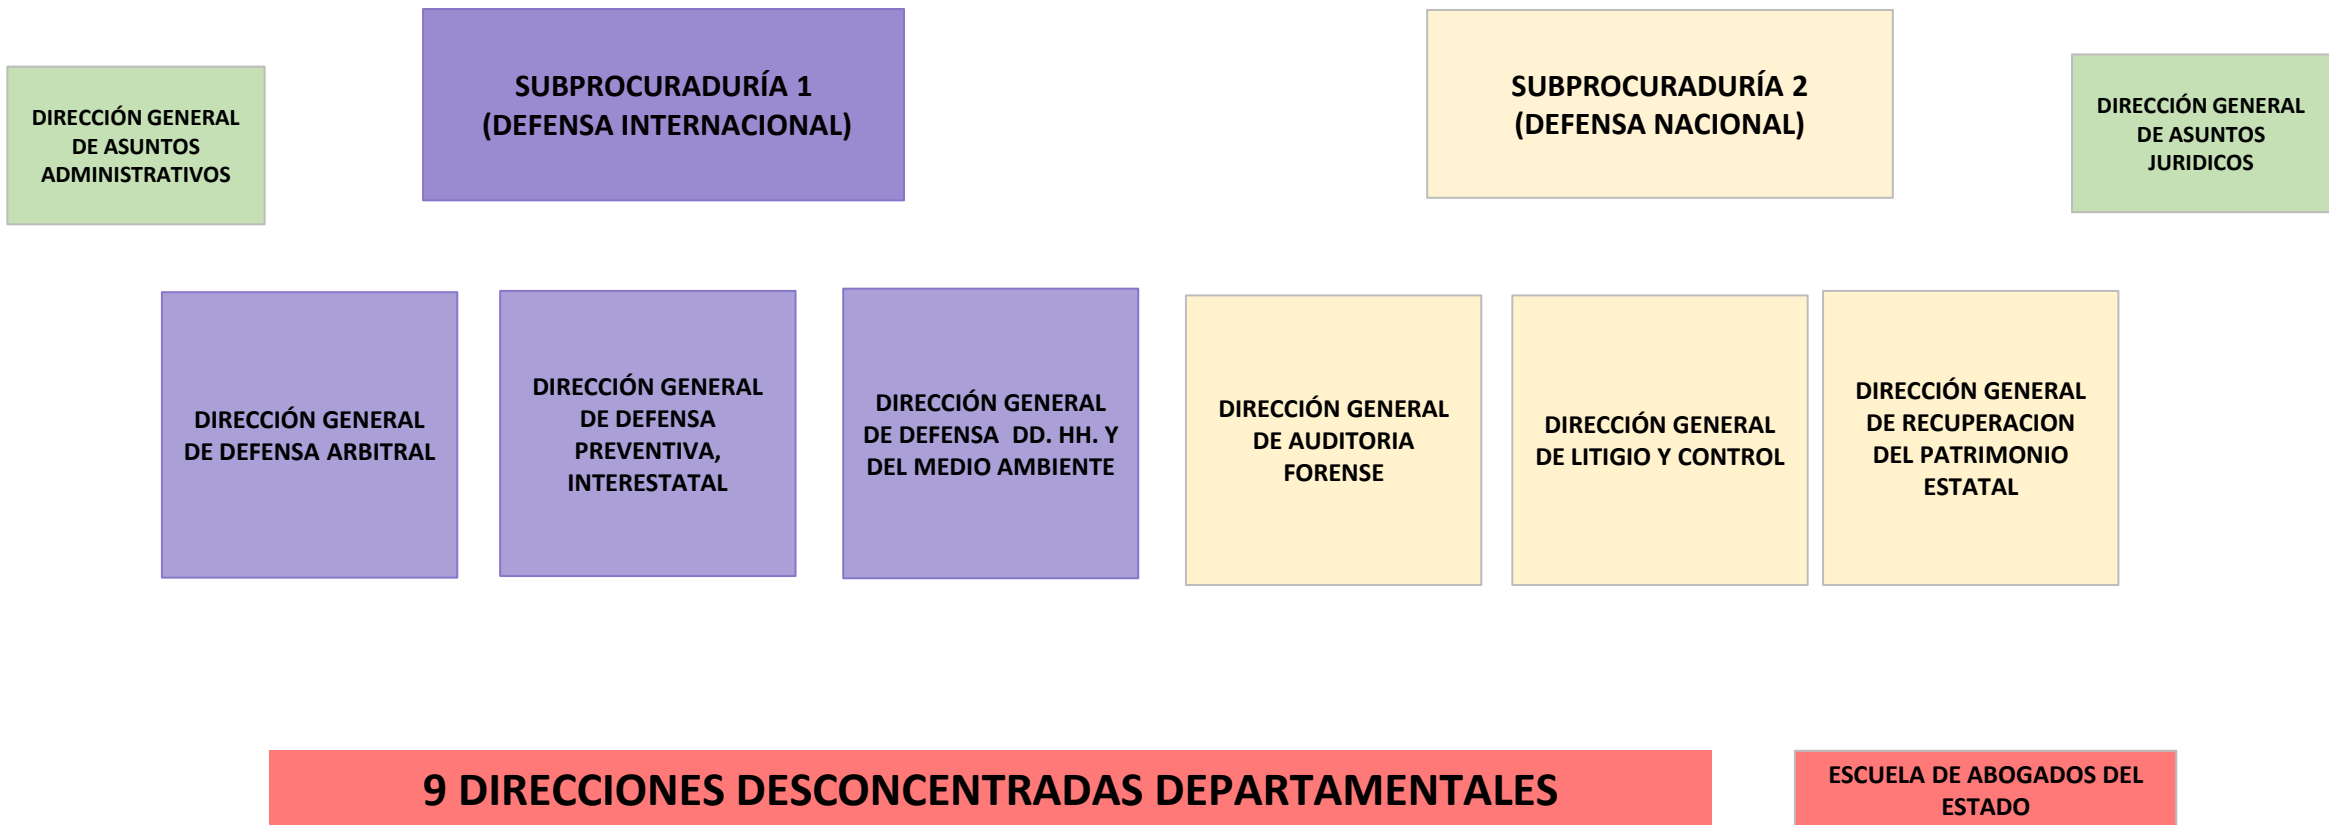 DIRECCIÓN GENERAL
DE ASUNTOS
ADMINISTRATIVOS
SUBPROCURADURÍA 1
(DEFENSA INTERNACIONAL)
SUBPROCURADURÍA 2
(DEFENSA NACIONAL)
DIRECCIÓN GENERAL
DE ASUNTOS
JURIDICOS
DIRECCIÓN GENERAL
DE DEFENSA ARBITRAL
DIRECCIÓN GENERAL
DE DEFENSA
PREVENTIVA,
INTERESTATAL
DIRECCIÓN GENERAL
DE DEFENSA DD. HH. Y
DEL MEDIO AMBIENTE
DIRECCIÓN GENERAL
DE AUDITORIA
FORENSE
DIRECCIÓN GENERAL
DE LITIGIO Y CONTROL
DIRECCIÓN GENERAL
DE RECUPERACION
DEL PATRIMONIO
ESTATAL
9 DIRECCIONES DESCONCENTRADAS DEPARTAMENTALES
ESCUELA DE ABOGADOS DEL
ESTADO